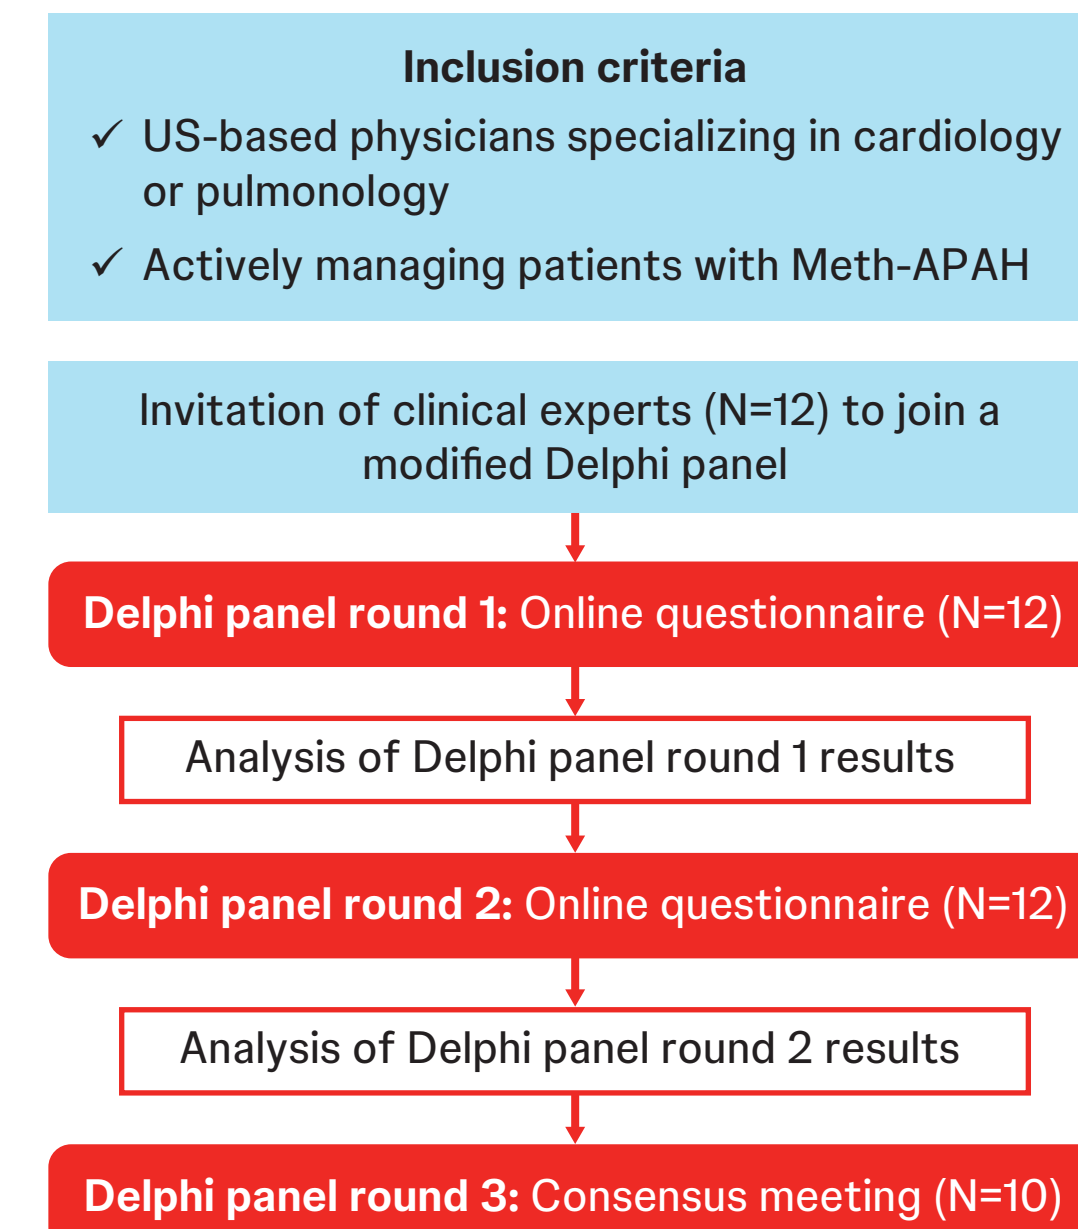 Inclusion criteria
✓ US-based physicians specializing in cardiology
or pulmonology
✓ Actively managing patients with Meth-APAH
Invitation of clinical experts (N=12) to join a
modified Delphi panel
Delphi panel round 1: Online questionnaire (N=12)
Analysis of Delphi panel round 1 results
Delphi panel round 2: Online questionnaire (N=12)
Analysis of Delphi panel round 2 results
Delphi panel round 3: Consensus meeting (N=10)